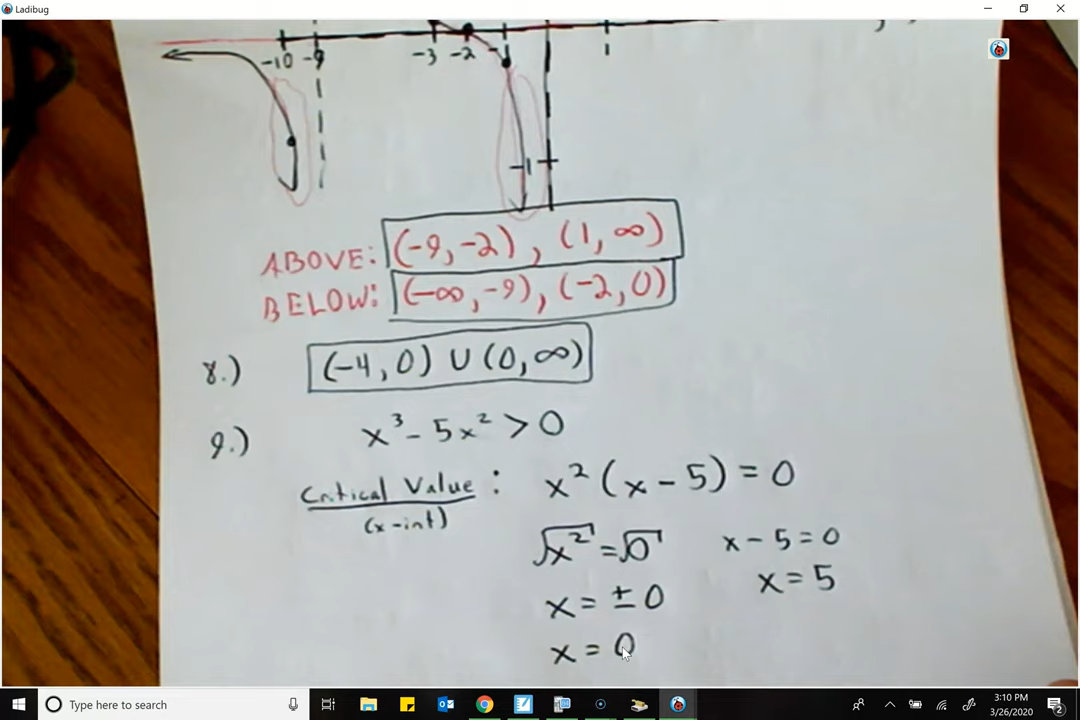 Ladibug
-10 -9 -3 -2 -1 1
-1
ABOVE: (-9, -2), (1, ∞)
BELOW: (-∞, -9), (-2, 0)
8.) (-4, 0) ∪ (0, ∞)
9.) x³ - 5x² > 0
Critical Value : x² (x - 5) = 0
(x-int)
√x² = √0 x - 5 = 0
x = ± 0 x = 5
x = 0
Type here to search
3:10 PM
3/26/2020
2